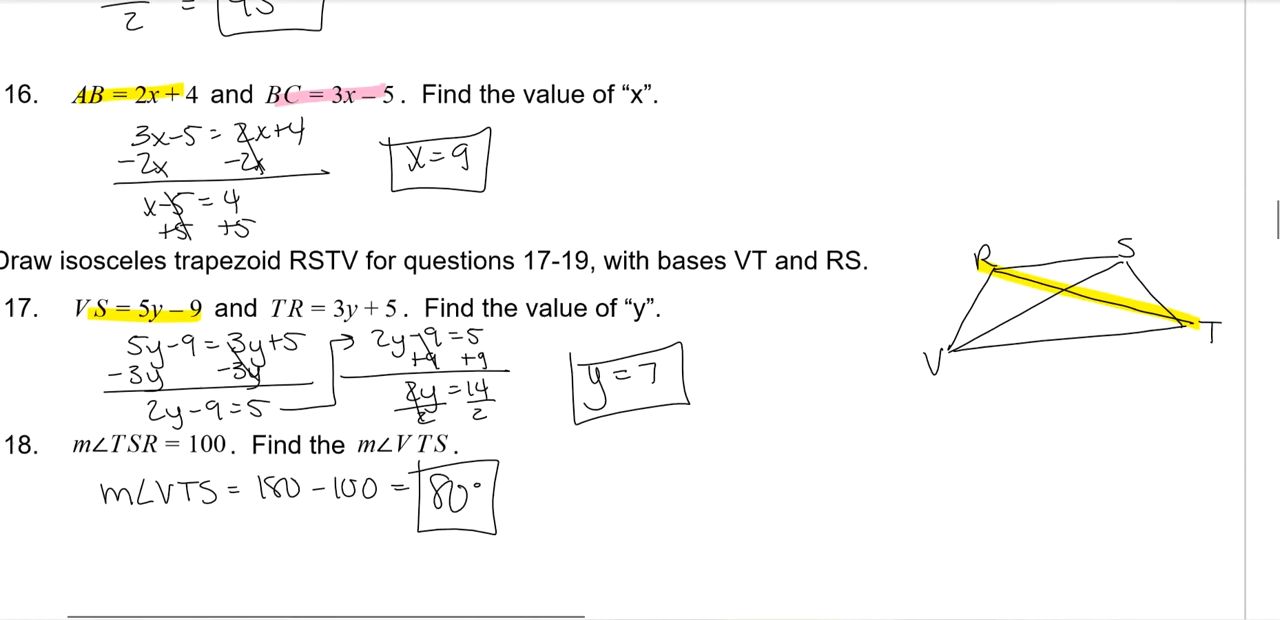 2 =
16. AB = 2x + 4 and BC = 3x – 5. Find the value of “x”.
3x-5 = 2x+4
-2x -2x
x-5 = 4
+5 +5
x = 9
Draw isosceles trapezoid RSTV for questions 17-19, with bases VT and RS.
17. VS = 5y – 9 and TR = 3y + 5. Find the value of “y”.
5y-9 = 3y+5
-3y -3y
2y-9 = 5
2y-9 = 5
+9 +9
2y = 14
2 2
y = 7
R S
V T
18. m∠TSR = 100. Find the m∠VTS.
m∠VTS = 180 - 100 = 80°